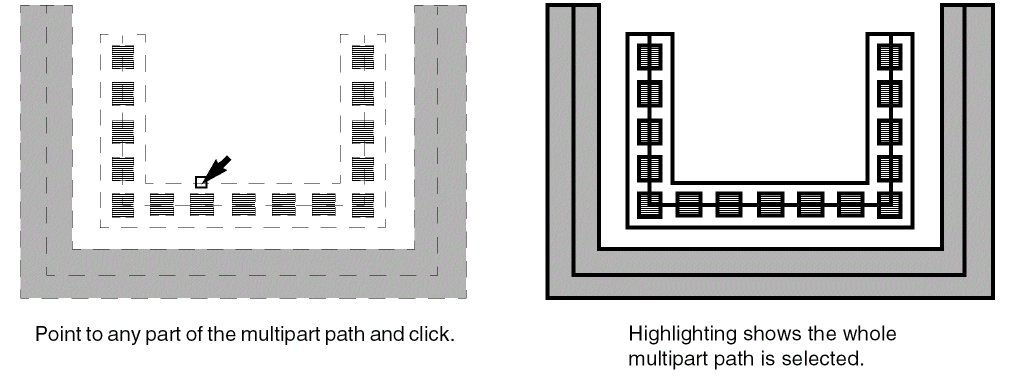 Point to any part of the multipart path and click.
Highlighting shows the whole
multipart path is selected.